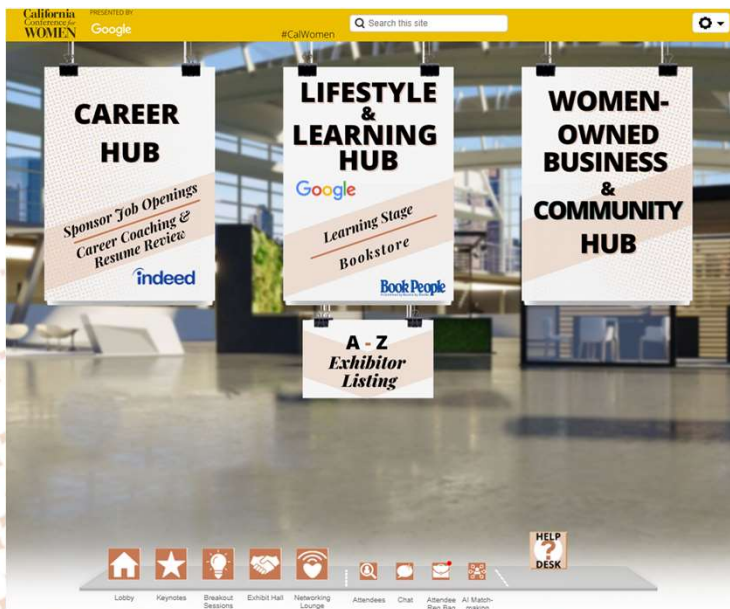 California
Conference for
WOMEN
PRESENTED BY
Google
#CalWomen
Search this site
CAREER
HUB
Sponsor Job Openings
Career Coaching &
Resume Review
indeed
LIFESTYLE
&
LEARNING
HUB
Google
Learning Stage
Bookstore
BookPeople
WOMEN-
OWNED
BUSINESS
&
COMMUNITY
HUB
A - Z
Exhibitor
Listing
HELP
?
DESK
Lobby
Keynotes
Breakout
Sessions
Exhibit Hall
Networking
Lounge
Attendees
Chat
Attendee
AI Match-
making